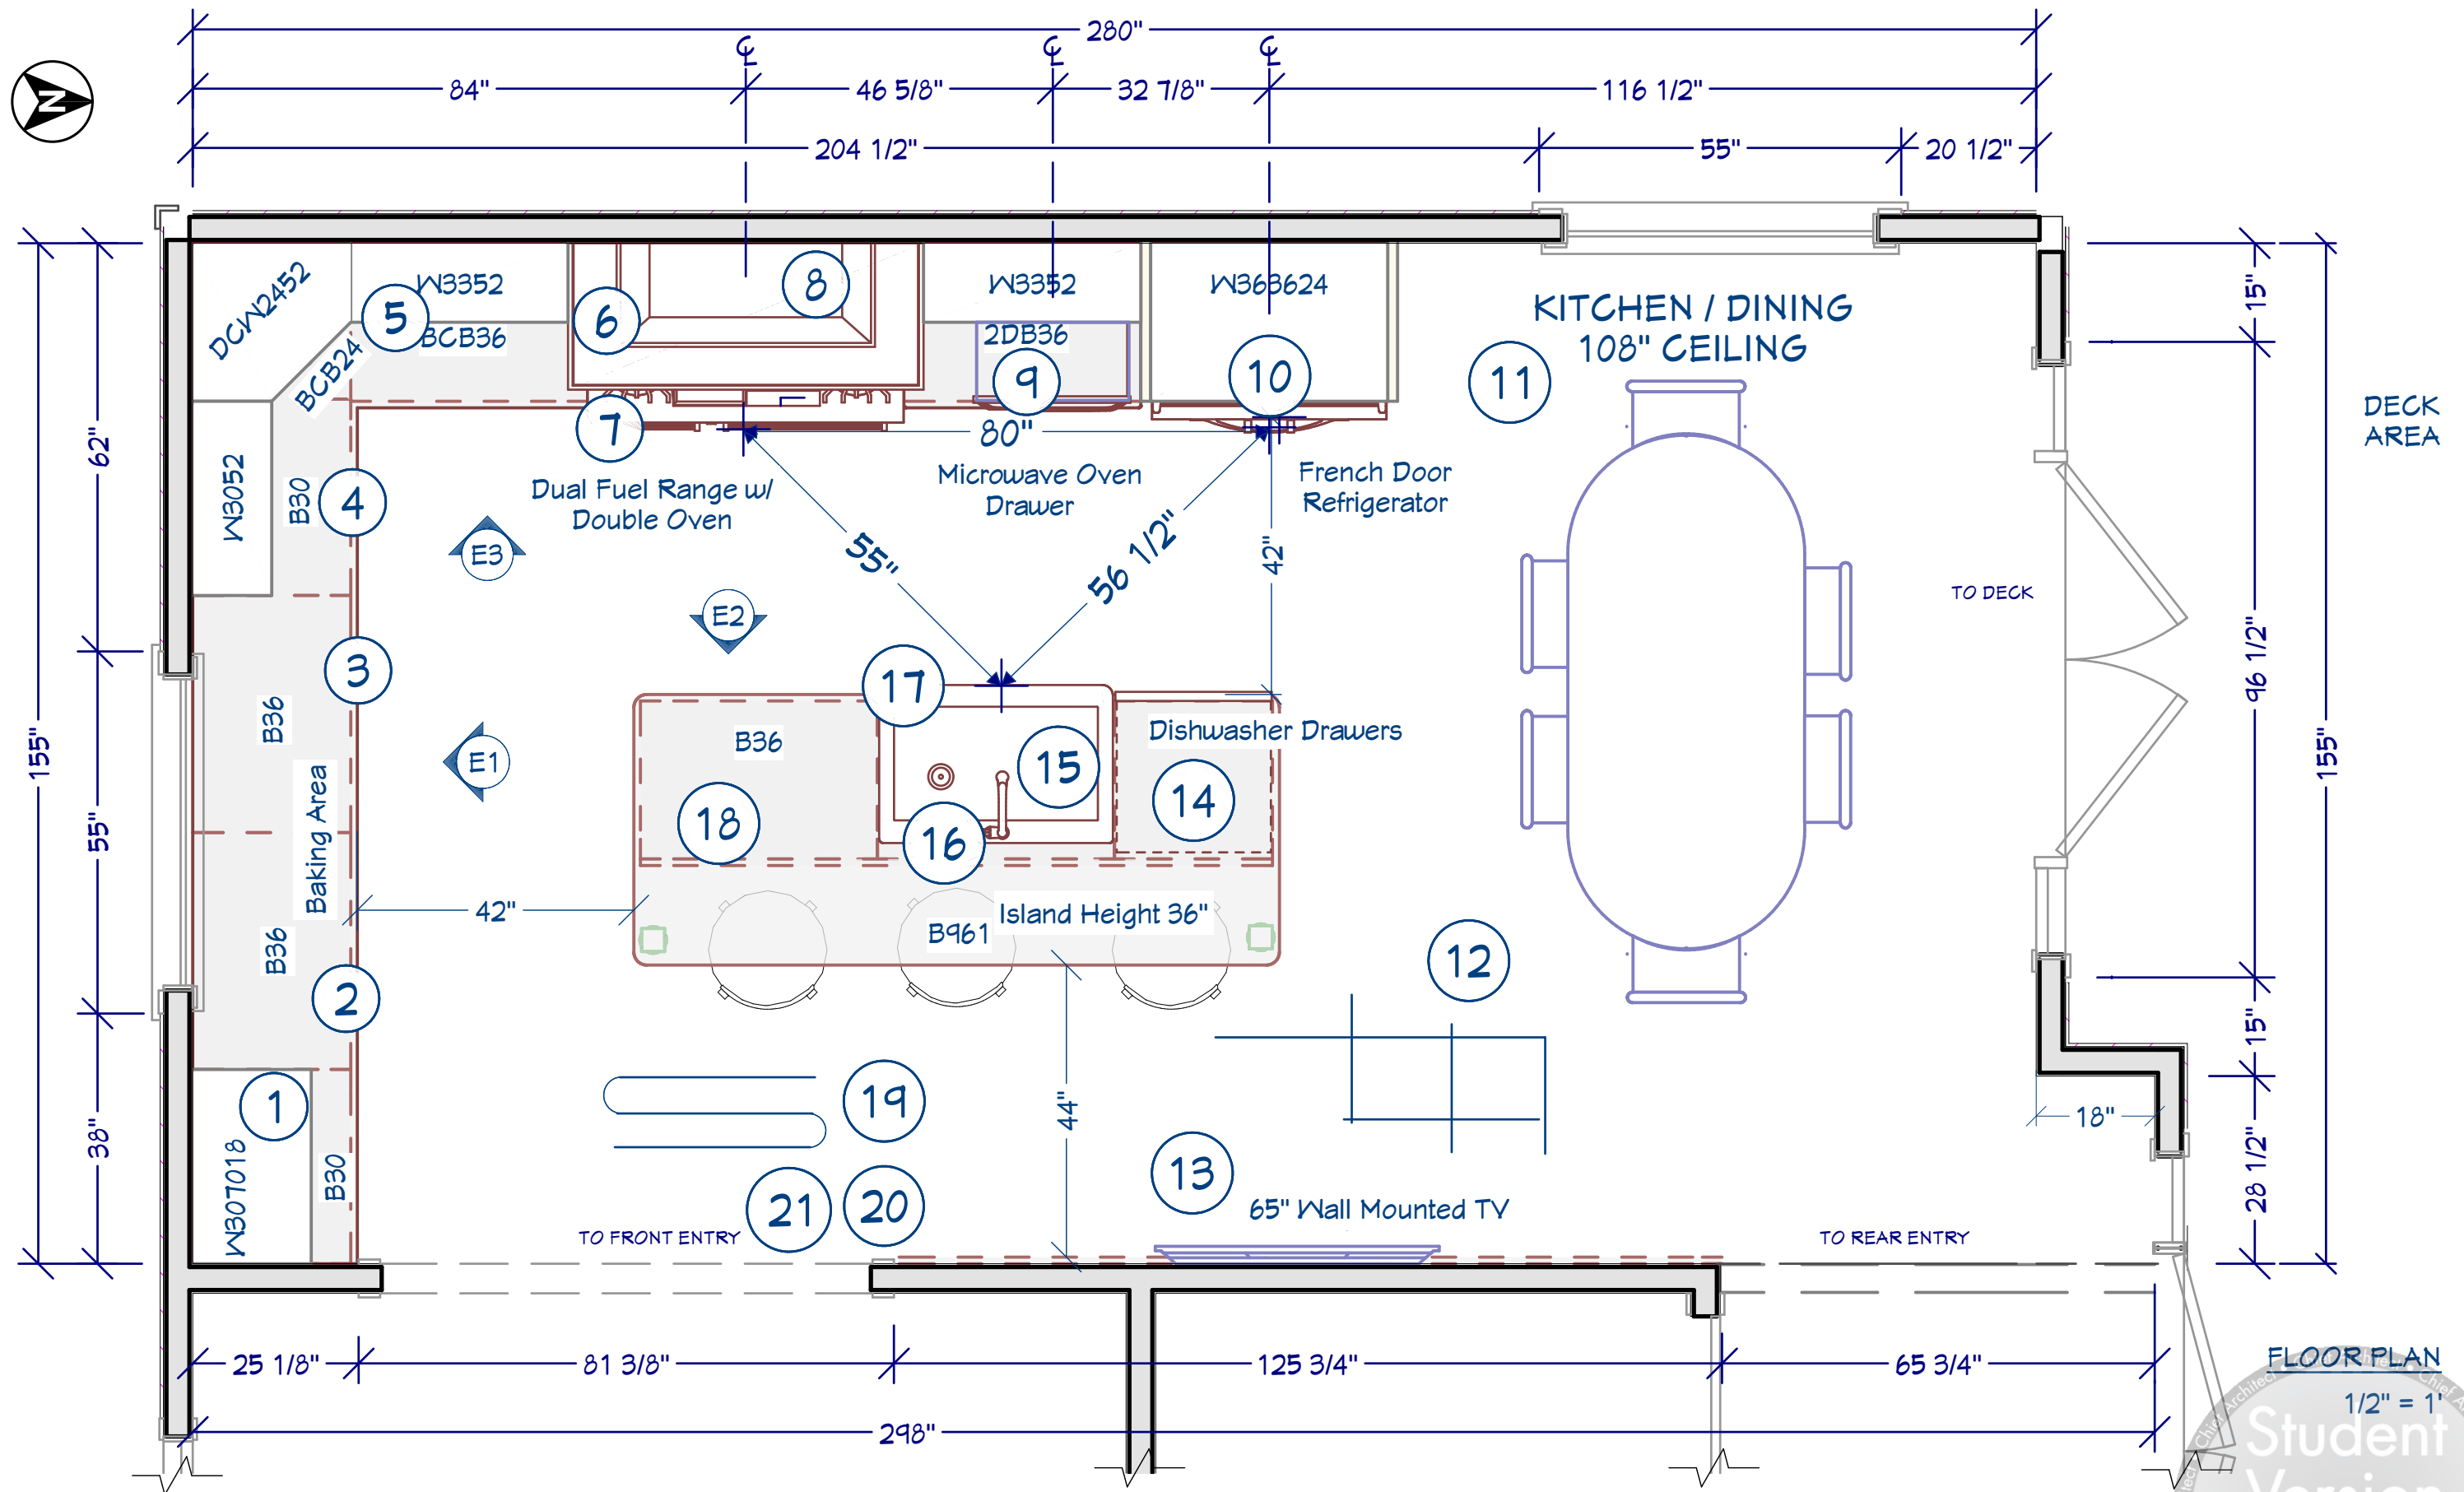 280"
84"
46 5/8"
32 7/8"
116 1/2"
204 1/2"
55"
20 1/2"
N
DCW2452
W3352
5
BCB36
BCB24
6
8
7
W3352
2DB36
9
W363624
10
KITCHEN / DINING
108" CEILING
11
15"
DECK
AREA
62"
W3052
B30
4
80"
Dual Fuel Range w/
Double Oven
Microwave Oven
Drawer
French Door
Refrigerator
E3
E2
55"
56 1/2"
42"
TO DECK
96 1/2"
155"
155"
3
B36
E1
B36
17
15
Dishwasher Drawers
14
18
16
Baking Area
55"
42"
B961
Island Height 36"
12
B36
2
15"
1
W307018
B30
38"
19
44"
13
18"
28 1/2"
21
20
65" Wall Mounted TV
TO FRONT ENTRY
TO REAR ENTRY
25 1/8"
81 3/8"
125 3/4"
65 3/4"
FLOOR PLAN
1/2" = 1'
298"
Chief Architect
Student
Version